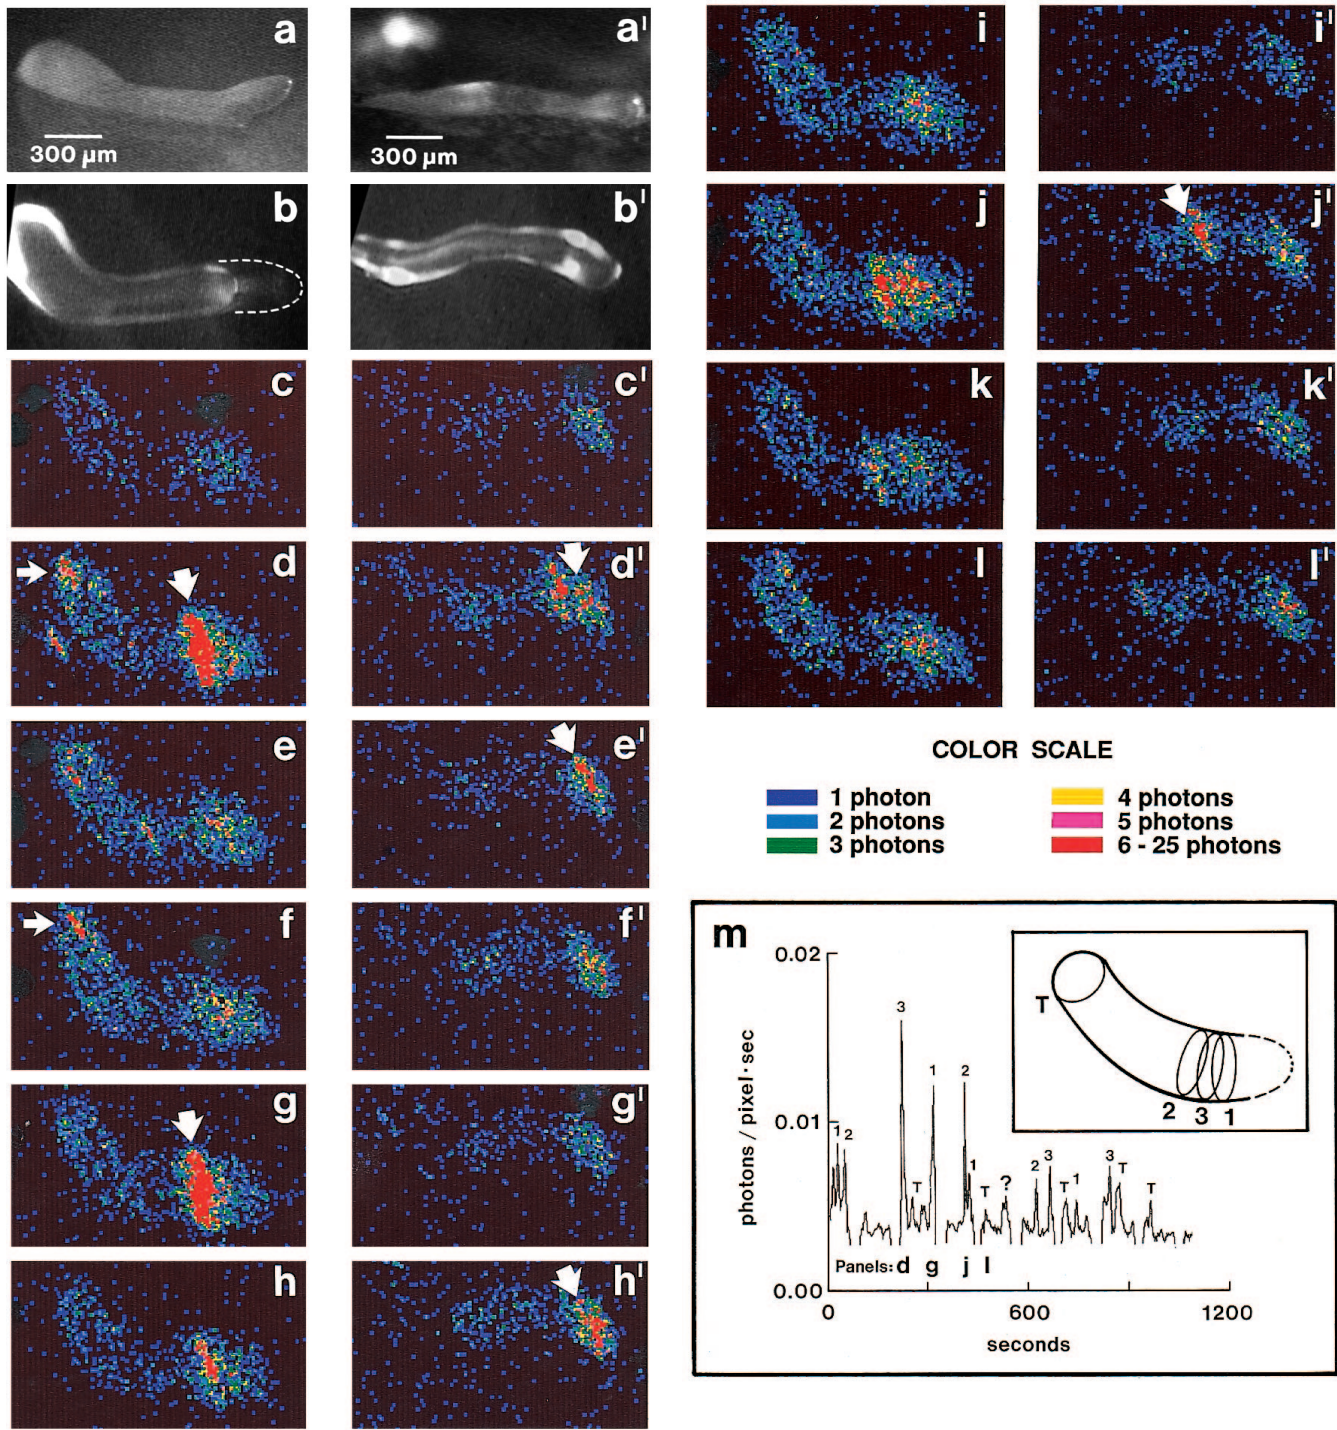 a
300 µm
a'
300 µm
b
b'
c
c'
d
d'
e
e'
f
f'
g
g'
h
h'
i
i'
j
j'
k
k'
l
l'
COLOR SCALE
1 photon
2 photons
3 photons
4 photons
5 photons
6 - 25 photons
m
0.02
0.01
0.00
photons / pixel · sec
3
1
2
1 2
T
1
T
?
2
3
T
1
3
T
T
Panels: d g j l
0
600
1200
seconds
T
2 3 1